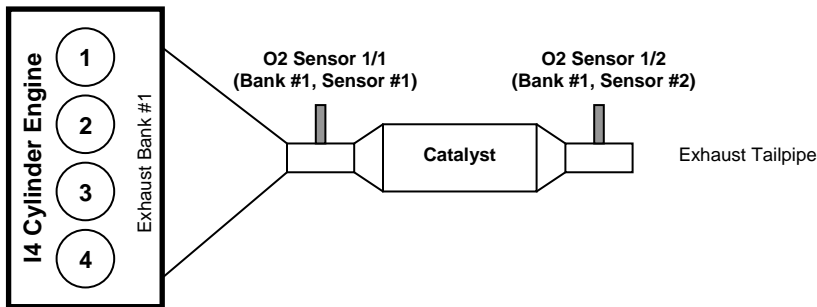 I4 Cylinder Engine
1
2
3
4
Exhaust Bank #1
O2 Sensor 1/1
(Bank #1, Sensor #1)
O2 Sensor 1/2
(Bank #1, Sensor #2)
Catalyst
Exhaust Tailpipe